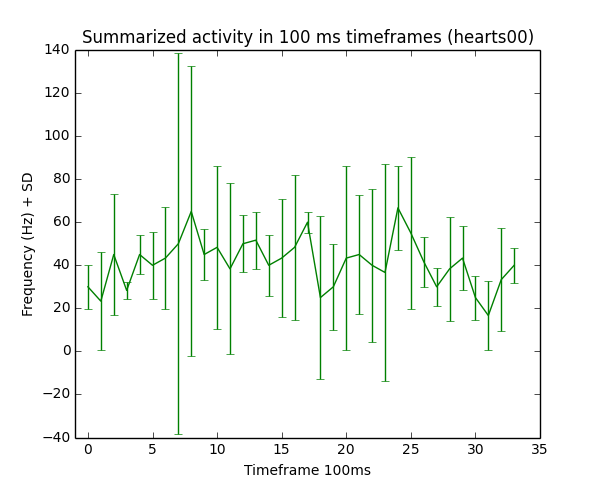 Summarized activity in 100 ms timeframes (hearts00)
140
120
100
80
60
40
20
0
−20
−40
Frequency (Hz) + SD
0 5 10 15 20 25 30 35
Timeframe 100ms